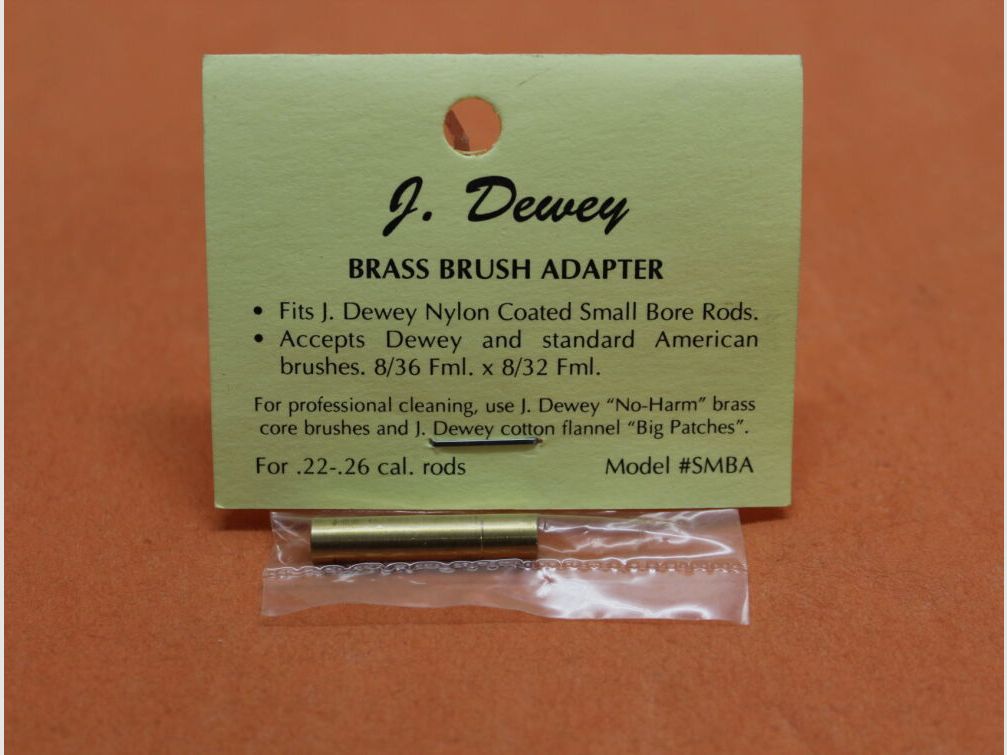 J. Dewey
BRASS BRUSH ADAPTER
• Fits J. Dewey Nylon Coated Small Bore Rods.
• Accepts Dewey and standard American
brushes. 8/36 Fml. x 8/32 Fml.
For professional cleaning, use J. Dewey “No-Harm” brass
core brushes and J. Dewey cotton flannel “Big Patches”.
For .22-.26 cal. rods
Model #SMBA